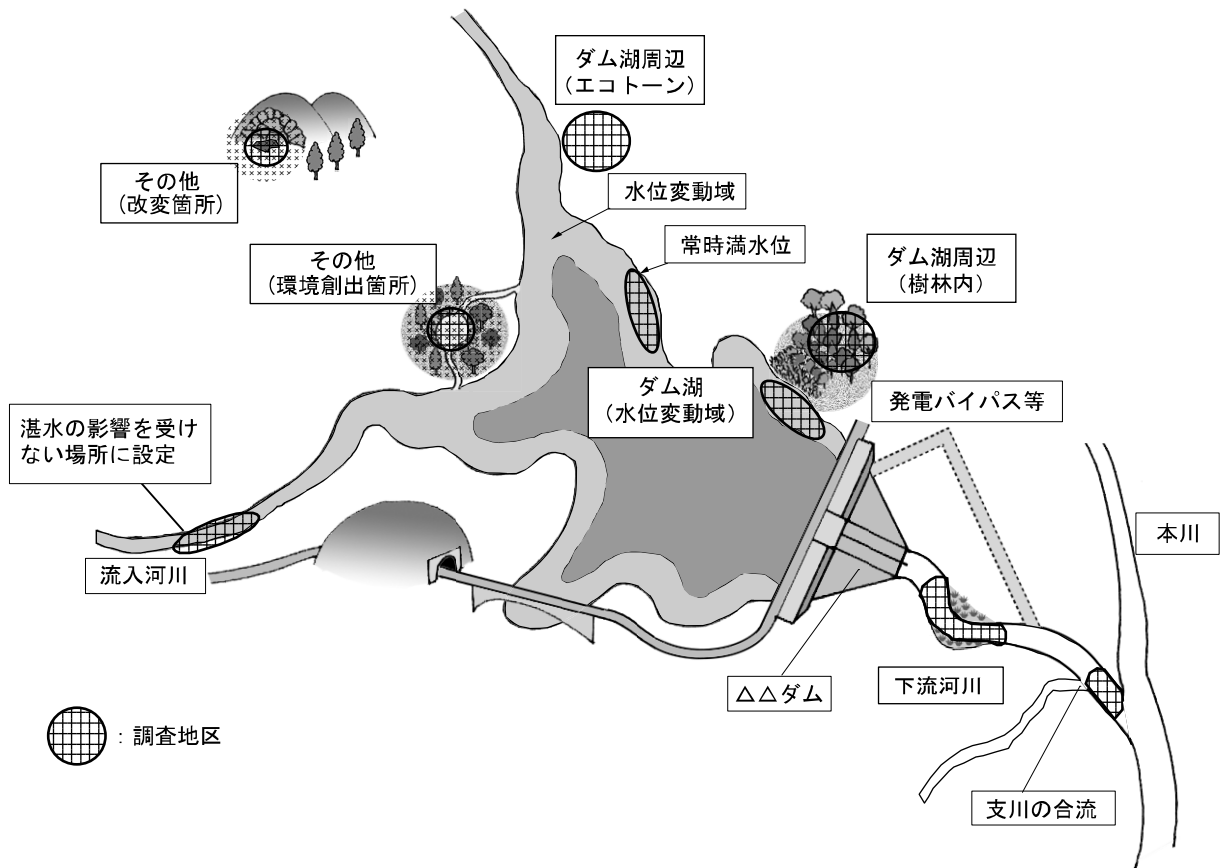 ダム湖周辺
（エコトーン）
その他
（改変箇所）
水位変動域
常時満水位
ダム湖周辺
（樹林内）
その他
（環境創出箇所）
ダム湖
（水位変動域）
発電バイパス等
湛水の影響を受け
ない場所に設定
本川
流入河川
下流河川
△△ダム
：調査地区
支川の合流